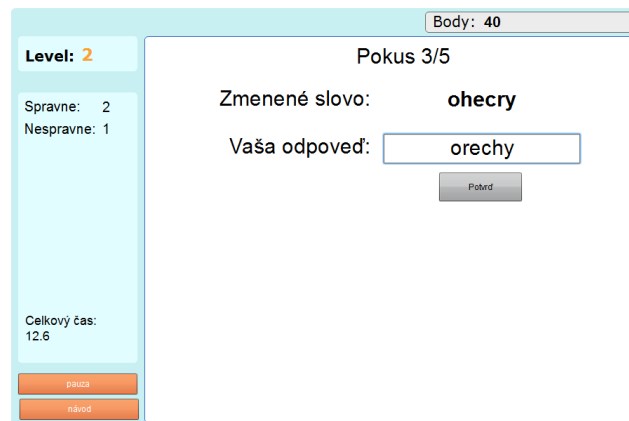 Body: 40
Level: 2
Pokus 3/5
Spravne: 2
Nespravne: 1
Zmenené slovo: ohecry
Vaša odpoveď: orechy
Potvrď
Celkový čas:
12.6
pauza
návod